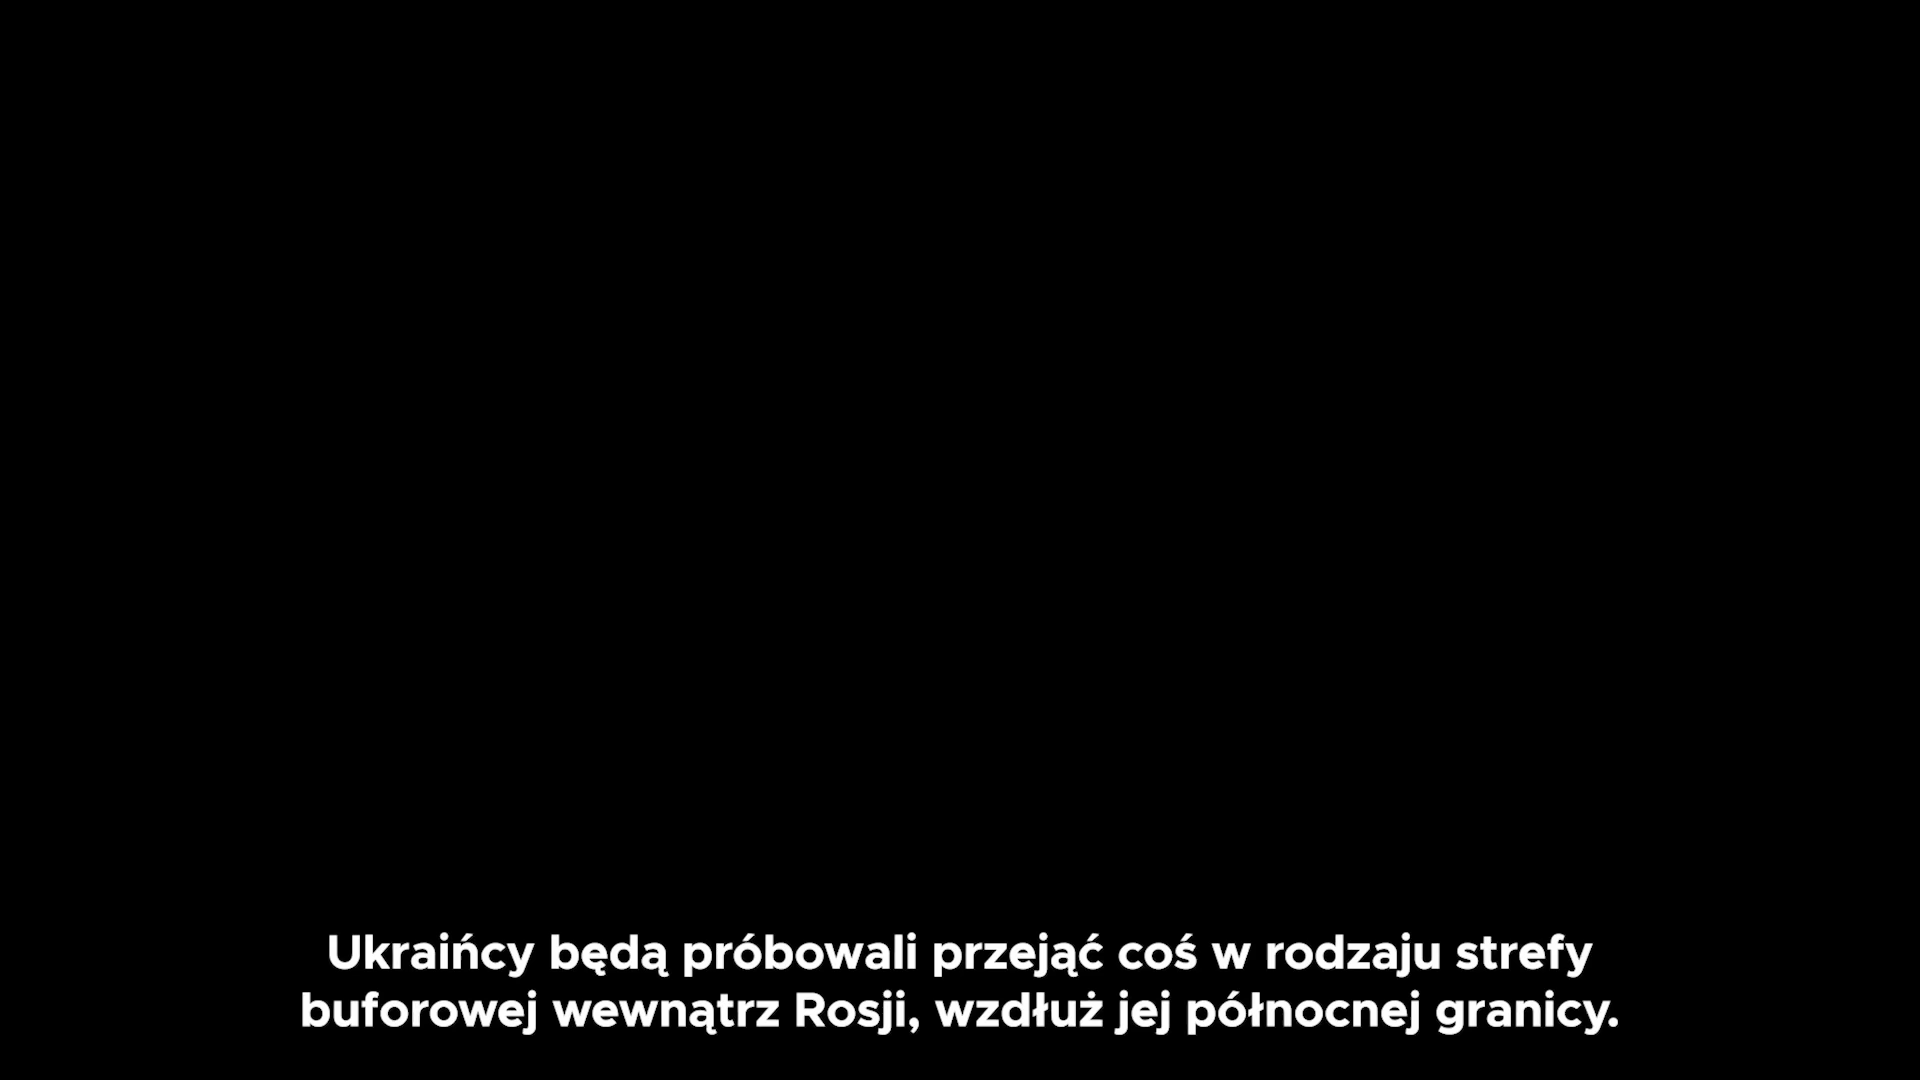 Ukraińcy będą próbowali przejąć coś w rodzaju strefy
buforowej wewnątrz Rosji, wzdłuż jej północnej granicy.